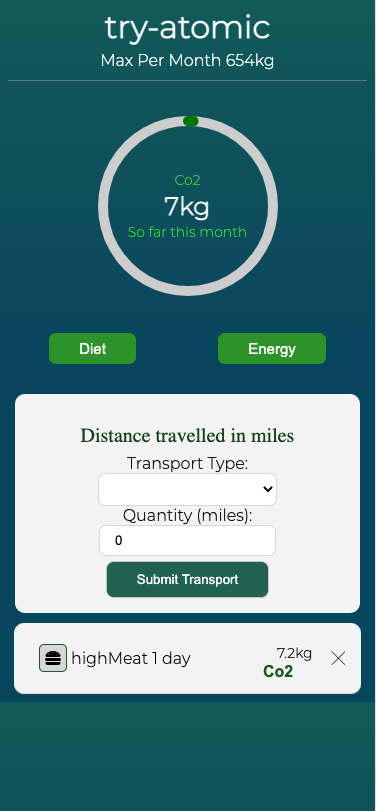 try-atomic
Max Per Month 654kg
Co2
7kg
So far this month
Diet Energy
Distance travelled in miles
Transport Type:
Quantity (miles):
0
Submit Transport
highMeat 1 day 7.2kg
Co2